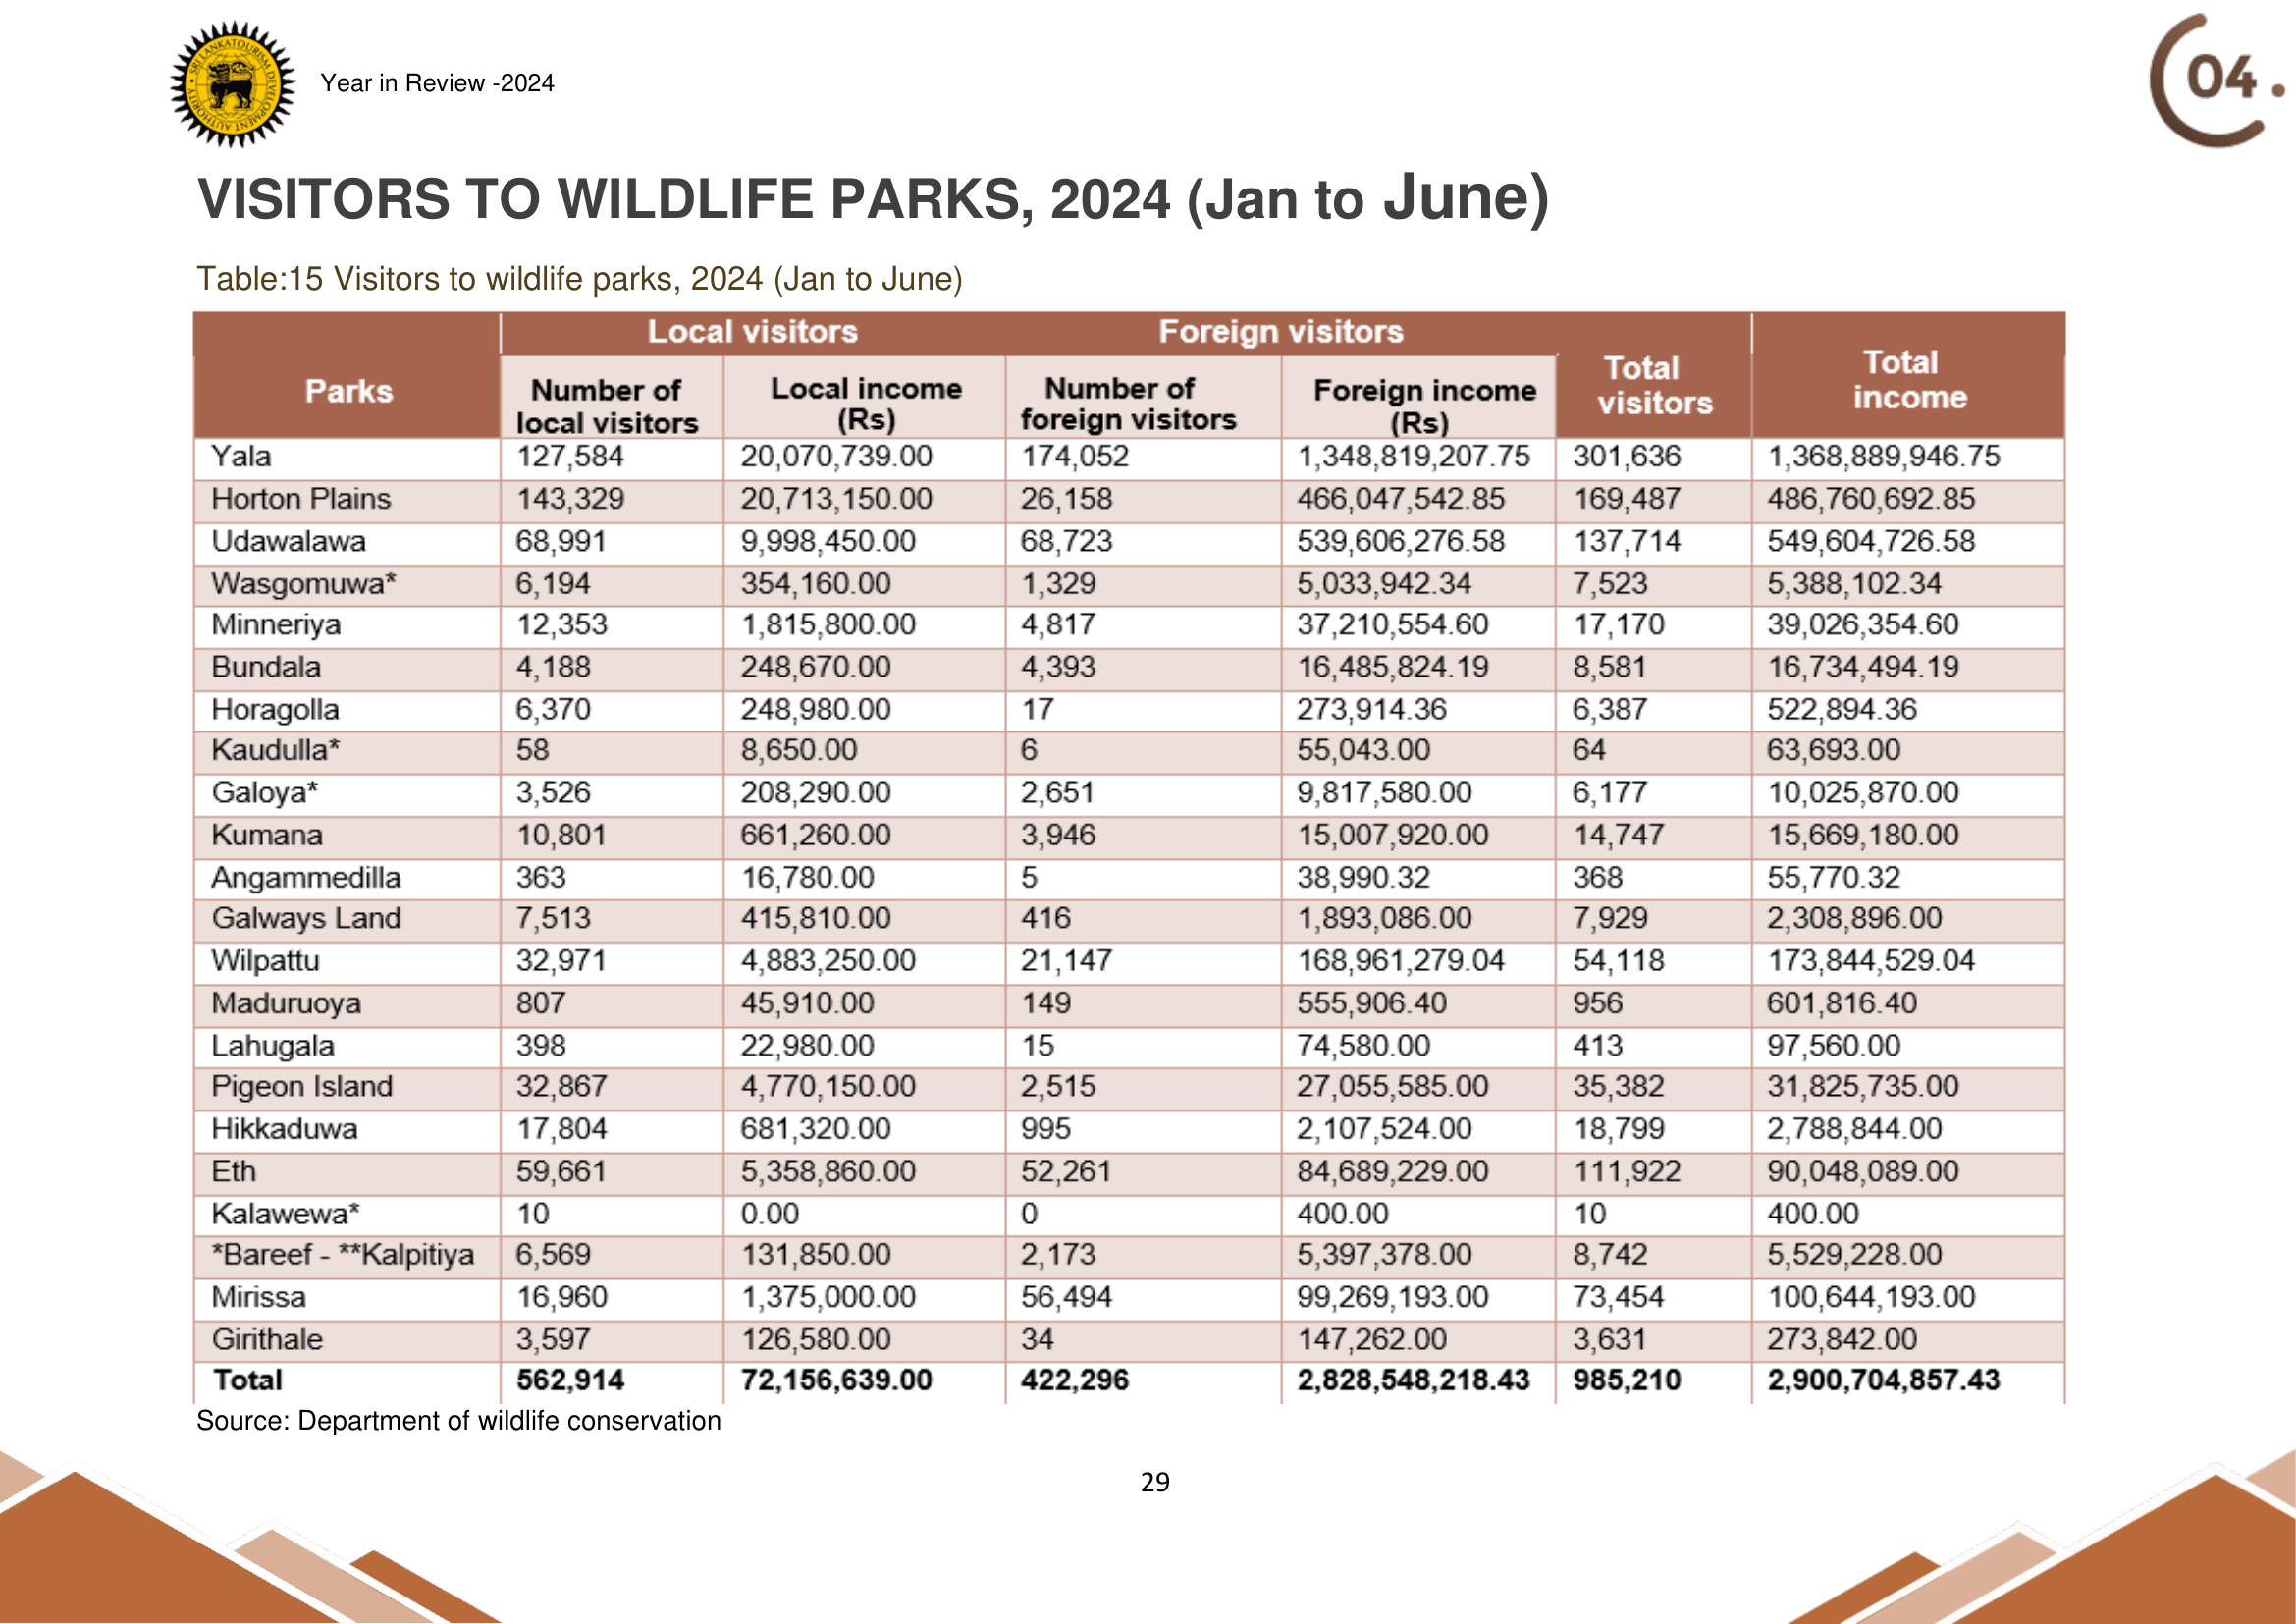 SRI LANKA TOURISM DEVELOPMENT AUTHORITY
Year in Review -2024
04.
VISITORS TO WILDLIFE PARKS, 2024 (Jan to June)
Table:15 Visitors to wildlife parks, 2024 (Jan to June)
Parks Local visitors Foreign visitors Total visitors Total income
Number of local visitors Local income (Rs) Number of foreign visitors Foreign income (Rs)
Yala 127,584 20,070,739.00 174,052 1,348,819,207.75 301,636 1,368,889,946.75
Horton Plains 143,329 20,713,150.00 26,158 466,047,542.85 169,487 486,760,692.85
Udawalawa 68,991 9,998,450.00 68,723 539,606,276.58 137,714 549,604,726.58
Wasgomuwa* 6,194 354,160.00 1,329 5,033,942.34 7,523 5,388,102.34
Minneriya 12,353 1,815,800.00 4,817 37,210,554.60 17,170 39,026,354.60
Bundala 4,188 248,670.00 4,393 16,485,824.19 8,581 16,734,494.19
Horagolla 6,370 248,980.00 17 273,914.36 6,387 522,894.36
Kaudulla* 58 8,650.00 6 55,043.00 64 63,693.00
Galoya* 3,526 208,290.00 2,651 9,817,580.00 6,177 10,025,870.00
Kumana 10,801 661,260.00 3,946 15,007,920.00 14,747 15,669,180.00
Angammedilla 363 16,780.00 5 38,990.32 368 55,770.32
Galways Land 7,513 415,810.00 416 1,893,086.00 7,929 2,308,896.00
Wilpattu 32,971 4,883,250.00 21,147 168,961,279.04 54,118 173,844,529.04
Maduruoya 807 45,910.00 149 555,906.40 956 601,816.40
Lahugala 398 22,980.00 15 74,580.00 413 97,560.00
Pigeon Island 32,867 4,770,150.00 2,515 27,055,585.00 35,382 31,825,735.00
Hikkaduwa 17,804 681,320.00 995 2,107,524.00 18,799 2,788,844.00
Eth 59,661 5,358,860.00 52,261 84,689,229.00 111,922 90,048,089.00
Kalawewa* 10 0.00 0 400.00 10 400.00
*Bareef - **Kalpitiya 6,569 131,850.00 2,173 5,397,378.00 8,742 5,529,228.00
Mirissa 16,960 1,375,000.00 56,494 99,269,193.00 73,454 100,644,193.00
Girithale 3,597 126,580.00 34 147,262.00 3,631 273,842.00
Total 562,914 72,156,639.00 422,296 2,828,548,218.43 985,210 2,900,704,857.43
Source: Department of wildlife conservation
29